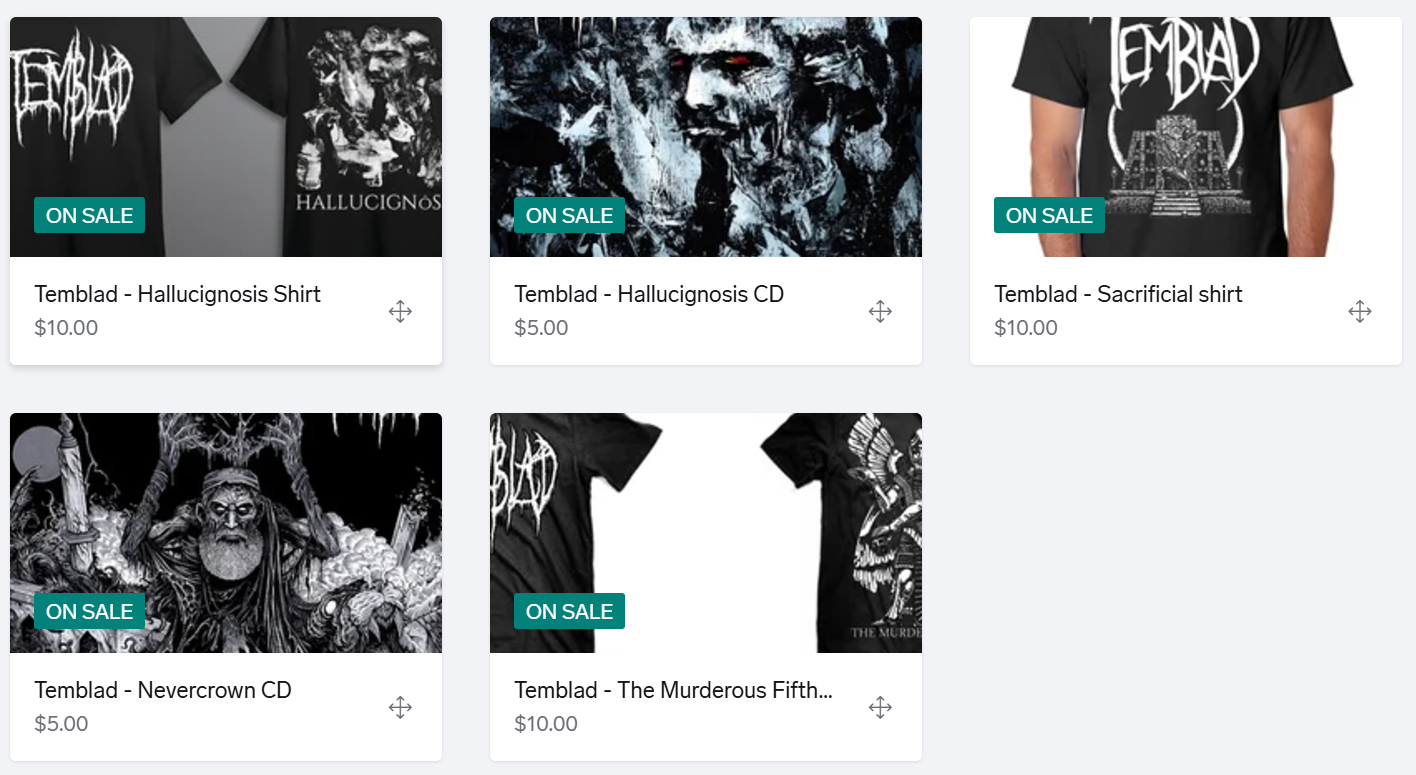 TEMBLAD
HALLUCIGNÓS
ON SALE
Temblad - Hallucignosis Shirt
$10.00
ON SALE
Temblad - Hallucignosis CD
$5.00
TEMBLAD
ON SALE
Temblad - Sacrificial shirt
$10.00
ON SALE
Temblad - Nevercrown CD
$5.00
BLAD
THE MURDE
ON SALE
Temblad - The Murderous Fifth...
$10.00